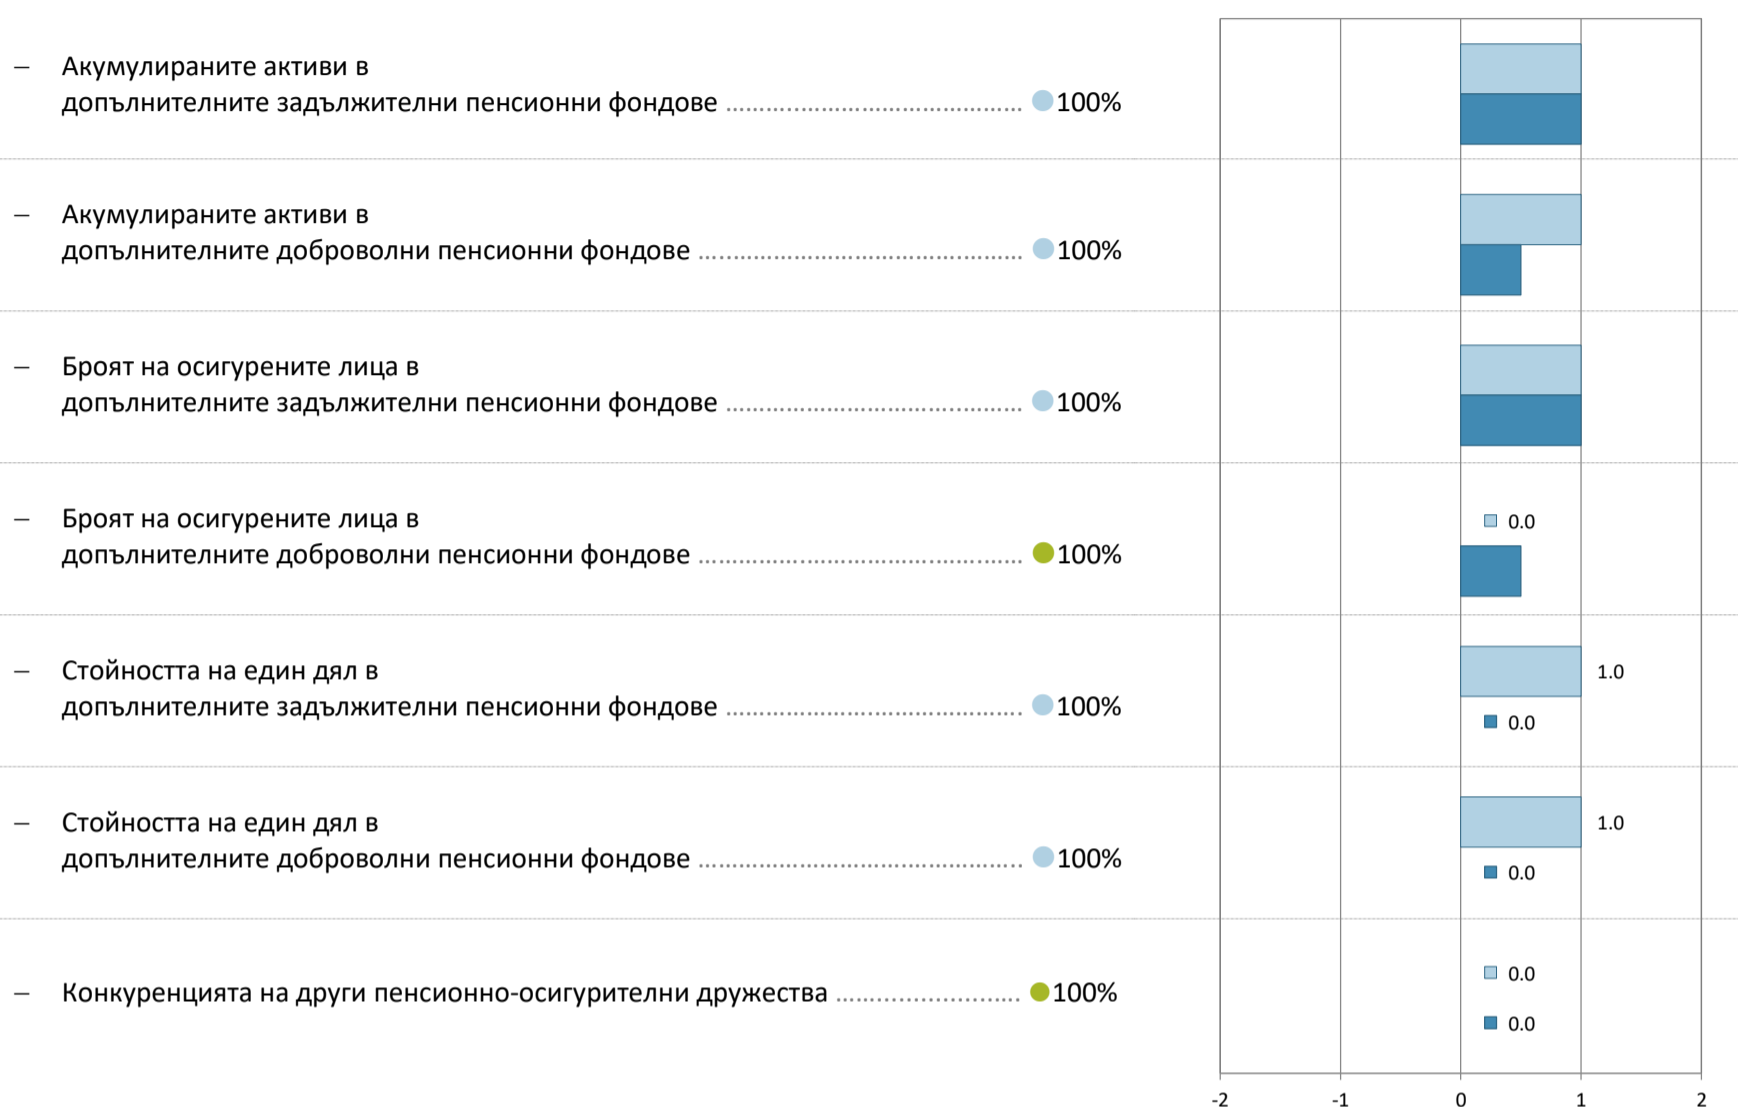 – Акумулираните активи в
допълнителните задължителни пенсионни фондове ........ 100%
– Акумулираните активи в
допълнителните доброволни пенсионни фондове ........ 100%
– Броят на осигурените лица в
допълнителните задължителни пенсионни фондове ........ 100%
– Броят на осигурените лица в
0.0
допълнителните доброволни пенсионни фондове ........ 100%
– Стойността на един дял в
1.0
допълнителните задължителни пенсионни фондове ........ 100%
0.0
– Стойността на един дял в
1.0
допълнителните доброволни пенсионни фондове ........ 100%
0.0
0.0
– Конкуренцията на други пенсионно-осигурителни дружества ........ 100%
0.0
-2 -1 0 1 2